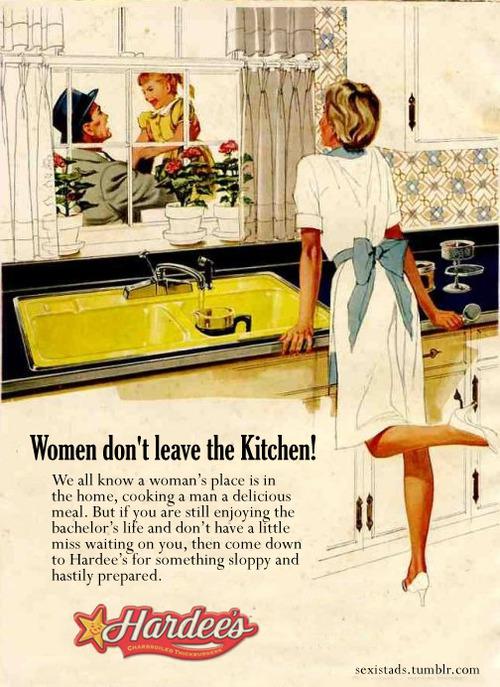 Women don't leave the Kitchen!
We all know a woman's place is in
the home, cooking a man a delicious
meal. But if you are still enjoying the
bachelor's life and don't have a little
miss waiting on you, then come down
to Hardee's for something sloppy and
hastily prepared.
Hardee's
CHARBROILED THICKBURGERS
sexistads.tumblr.com